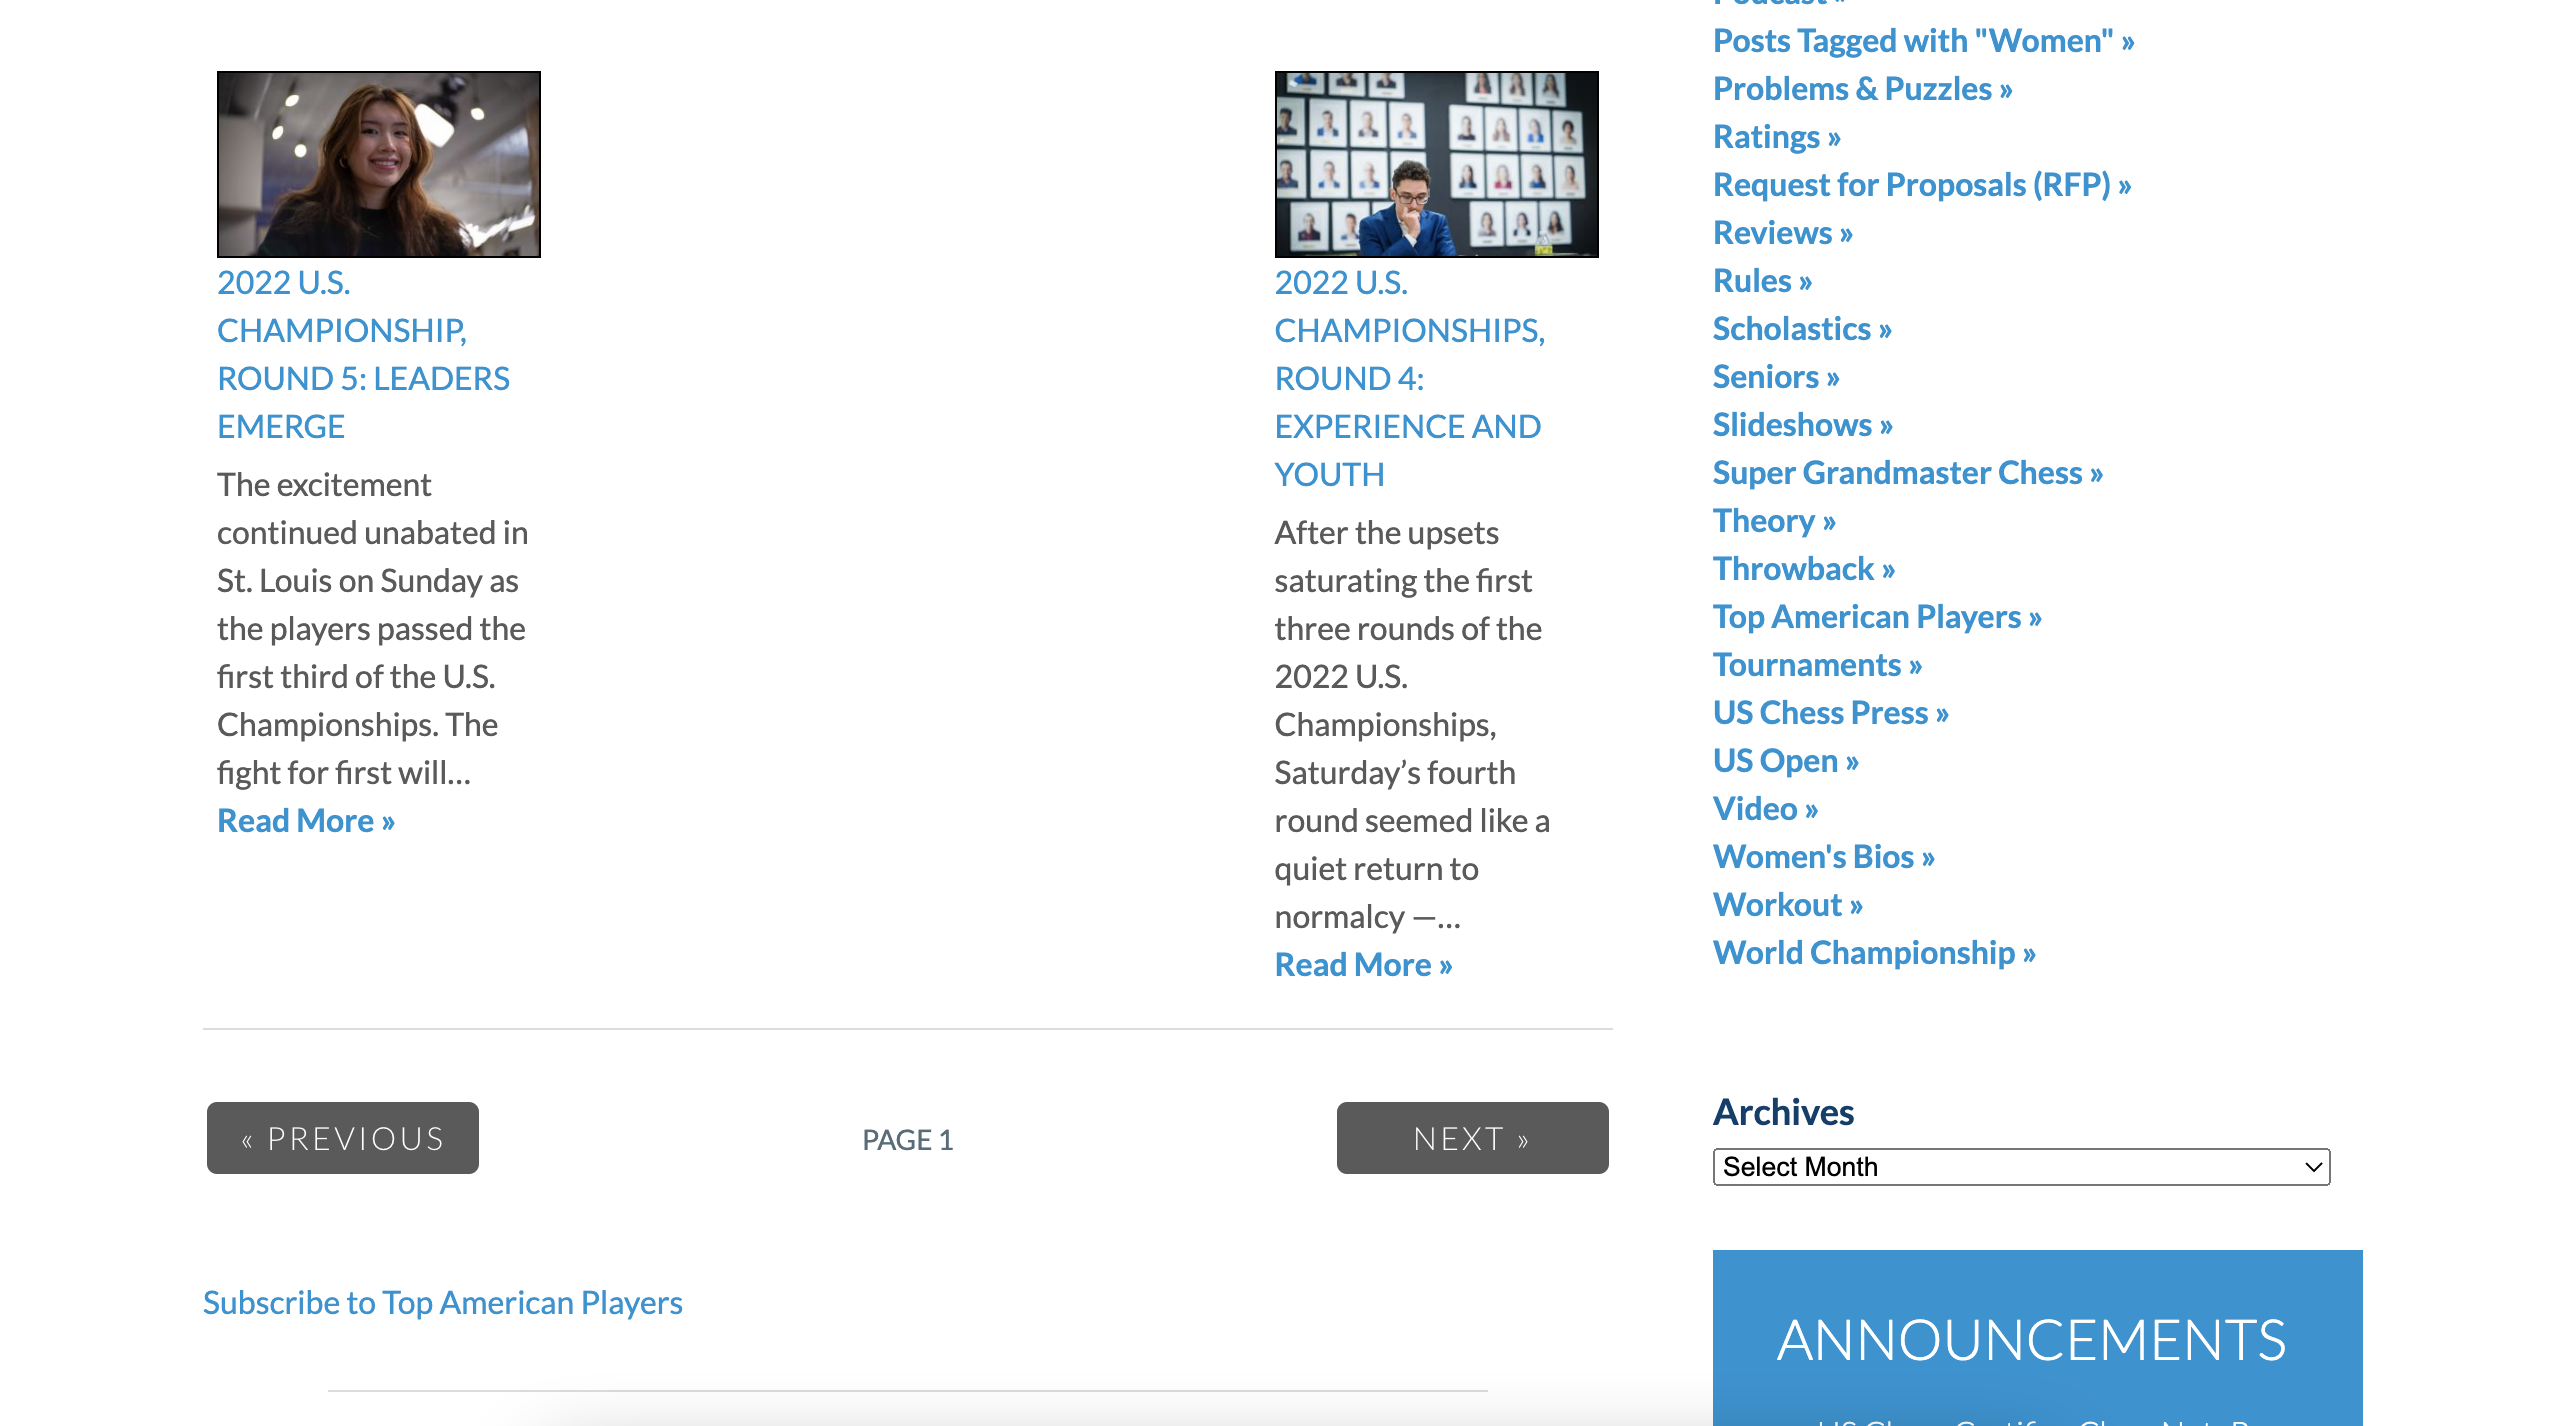 2022 U.S.
CHAMPIONSHIP,
ROUND 5: LEADERS
EMERGE
The excitement
continued unabated in
St. Louis on Sunday as
the players passed the
first third of the U.S.
Championships. The
fight for first will...
Read More »
2022 U.S.
CHAMPIONSHIPS,
ROUND 4:
EXPERIENCE AND
YOUTH
After the upsets
saturating the first
three rounds of the
2022 U.S.
Championships,
Saturday’s fourth
round seemed like a
quiet return to
normalcy —...
Read More »
« PREVIOUS
PAGE 1
NEXT »
Subscribe to Top American Players
Podcast »
Posts Tagged with "Women" »
Problems & Puzzles »
Ratings »
Request for Proposals (RFP) »
Reviews »
Rules »
Scholastics »
Seniors »
Slideshows »
Super Grandmaster Chess »
Theory »
Throwback »
Top American Players »
Tournaments »
US Chess Press »
US Open »
Video »
Women's Bios »
Workout »
World Championship »
Archives
Select Month
ANNOUNCEMENTS